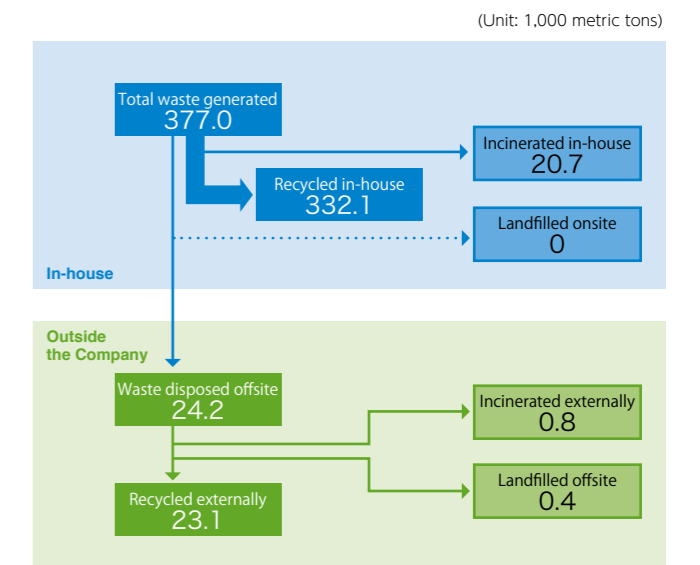 (Unit: 1,000 metric tons)
Total waste generated
377.0
Incinerated in-house
20.7
Recycled in-house
332.1
Landfilled onsite
0
In-house
Outside
the Company
Waste disposed offsite
24.2
Incinerated externally
0.8
Landfilled offsite
0.4
Recycled externally
23.1